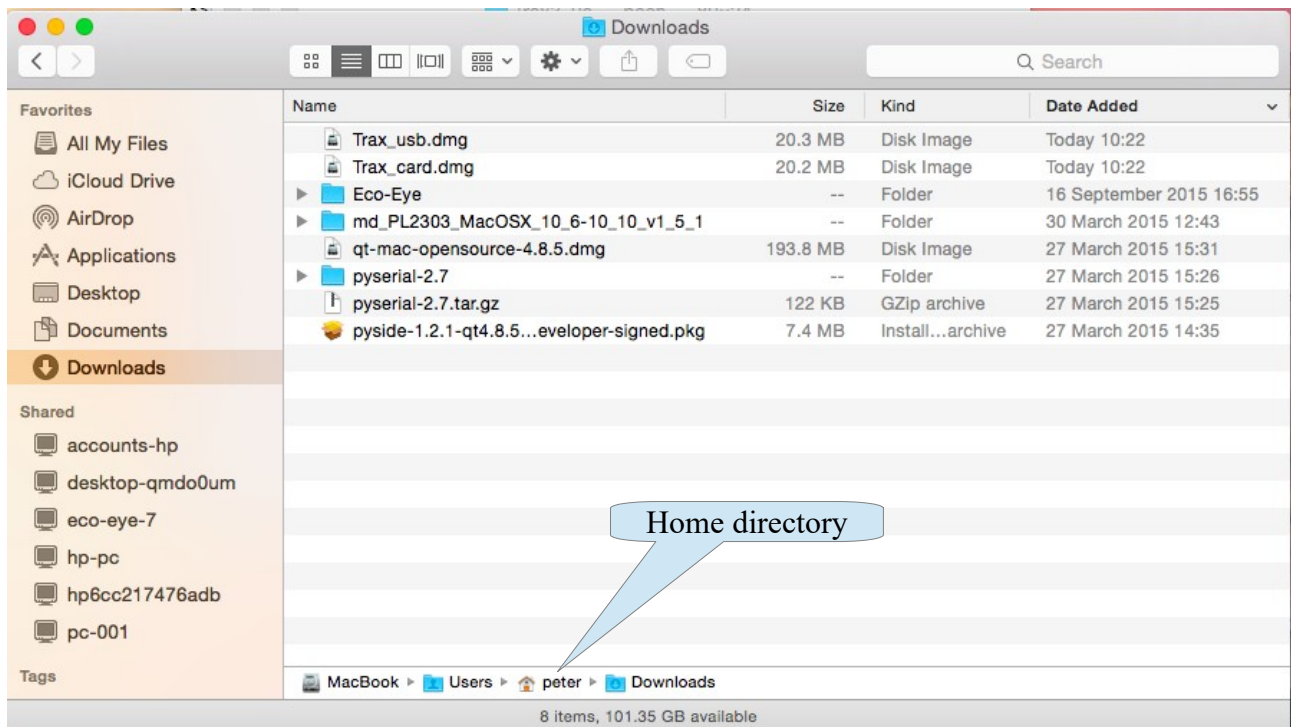 Downloads
Search
Favorites
All My Files
iCloud Drive
AirDrop
Applications
Desktop
Documents
Downloads
Shared
accounts-hp
desktop-qmdo0um
eco-eye-7
hp-pc
hp6cc217476adb
pc-001
Tags
Name Size Kind Date Added
Trax_usb.dmg 20.3 MB Disk Image Today 10:22
Trax_card.dmg 20.2 MB Disk Image Today 10:22
Eco-Eye -- Folder 16 September 2015 16:55
md_PL2303_MacOSX_10_6-10_10_v1_5_1 -- Folder 30 March 2015 12:43
qt-mac-opensource-4.8.5.dmg 193.8 MB Disk Image 27 March 2015 15:31
pyserial-2.7 -- Folder 27 March 2015 15:26
pyserial-2.7.tar.gz 122 KB GZip archive 27 March 2015 15:25
pyside-1.2.1-qt4.8.5...eveloper-signed.pkg 7.4 MB Install...archive 27 March 2015 14:35
Home directory
MacBook Users peter Downloads
8 items, 101.35 GB available